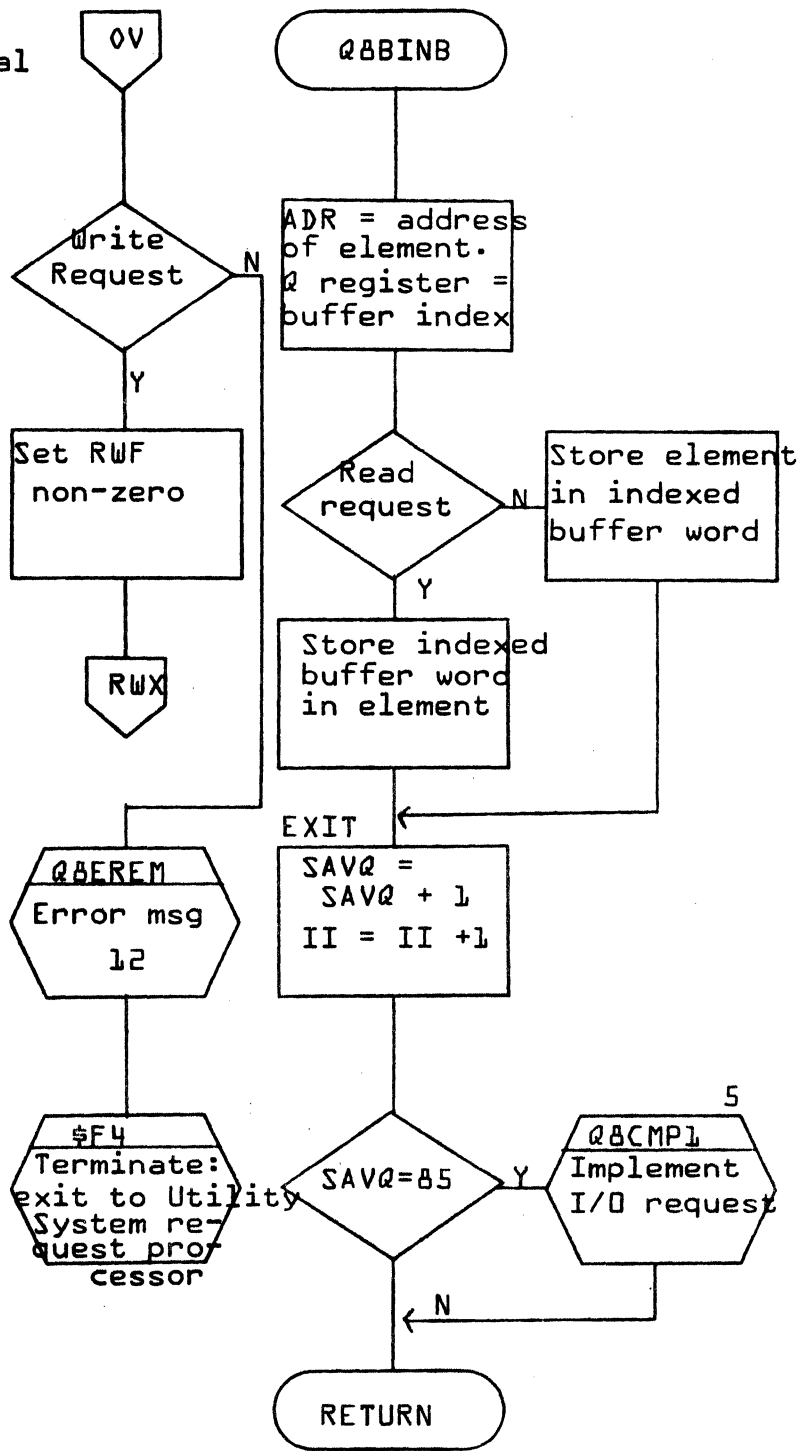 al
OV
Write
Request
N
Y
Set RWF
non-zero
RWX
Q8EREM
Error msg
12
$F4
Terminate:
exit to Utility
System re-
quest pro-
cessor
Q8BINB
ADR = address
of element.
Q register =
buffer index
Read
request
N
Store element
in indexed
buffer word
Y
Store indexed
buffer word
in element
EXIT
SAVQ =
SAVQ + 1
II = II +1
SAVQ=85
Y
5
Q8CMP1
Implement
I/O request
N
RETURN